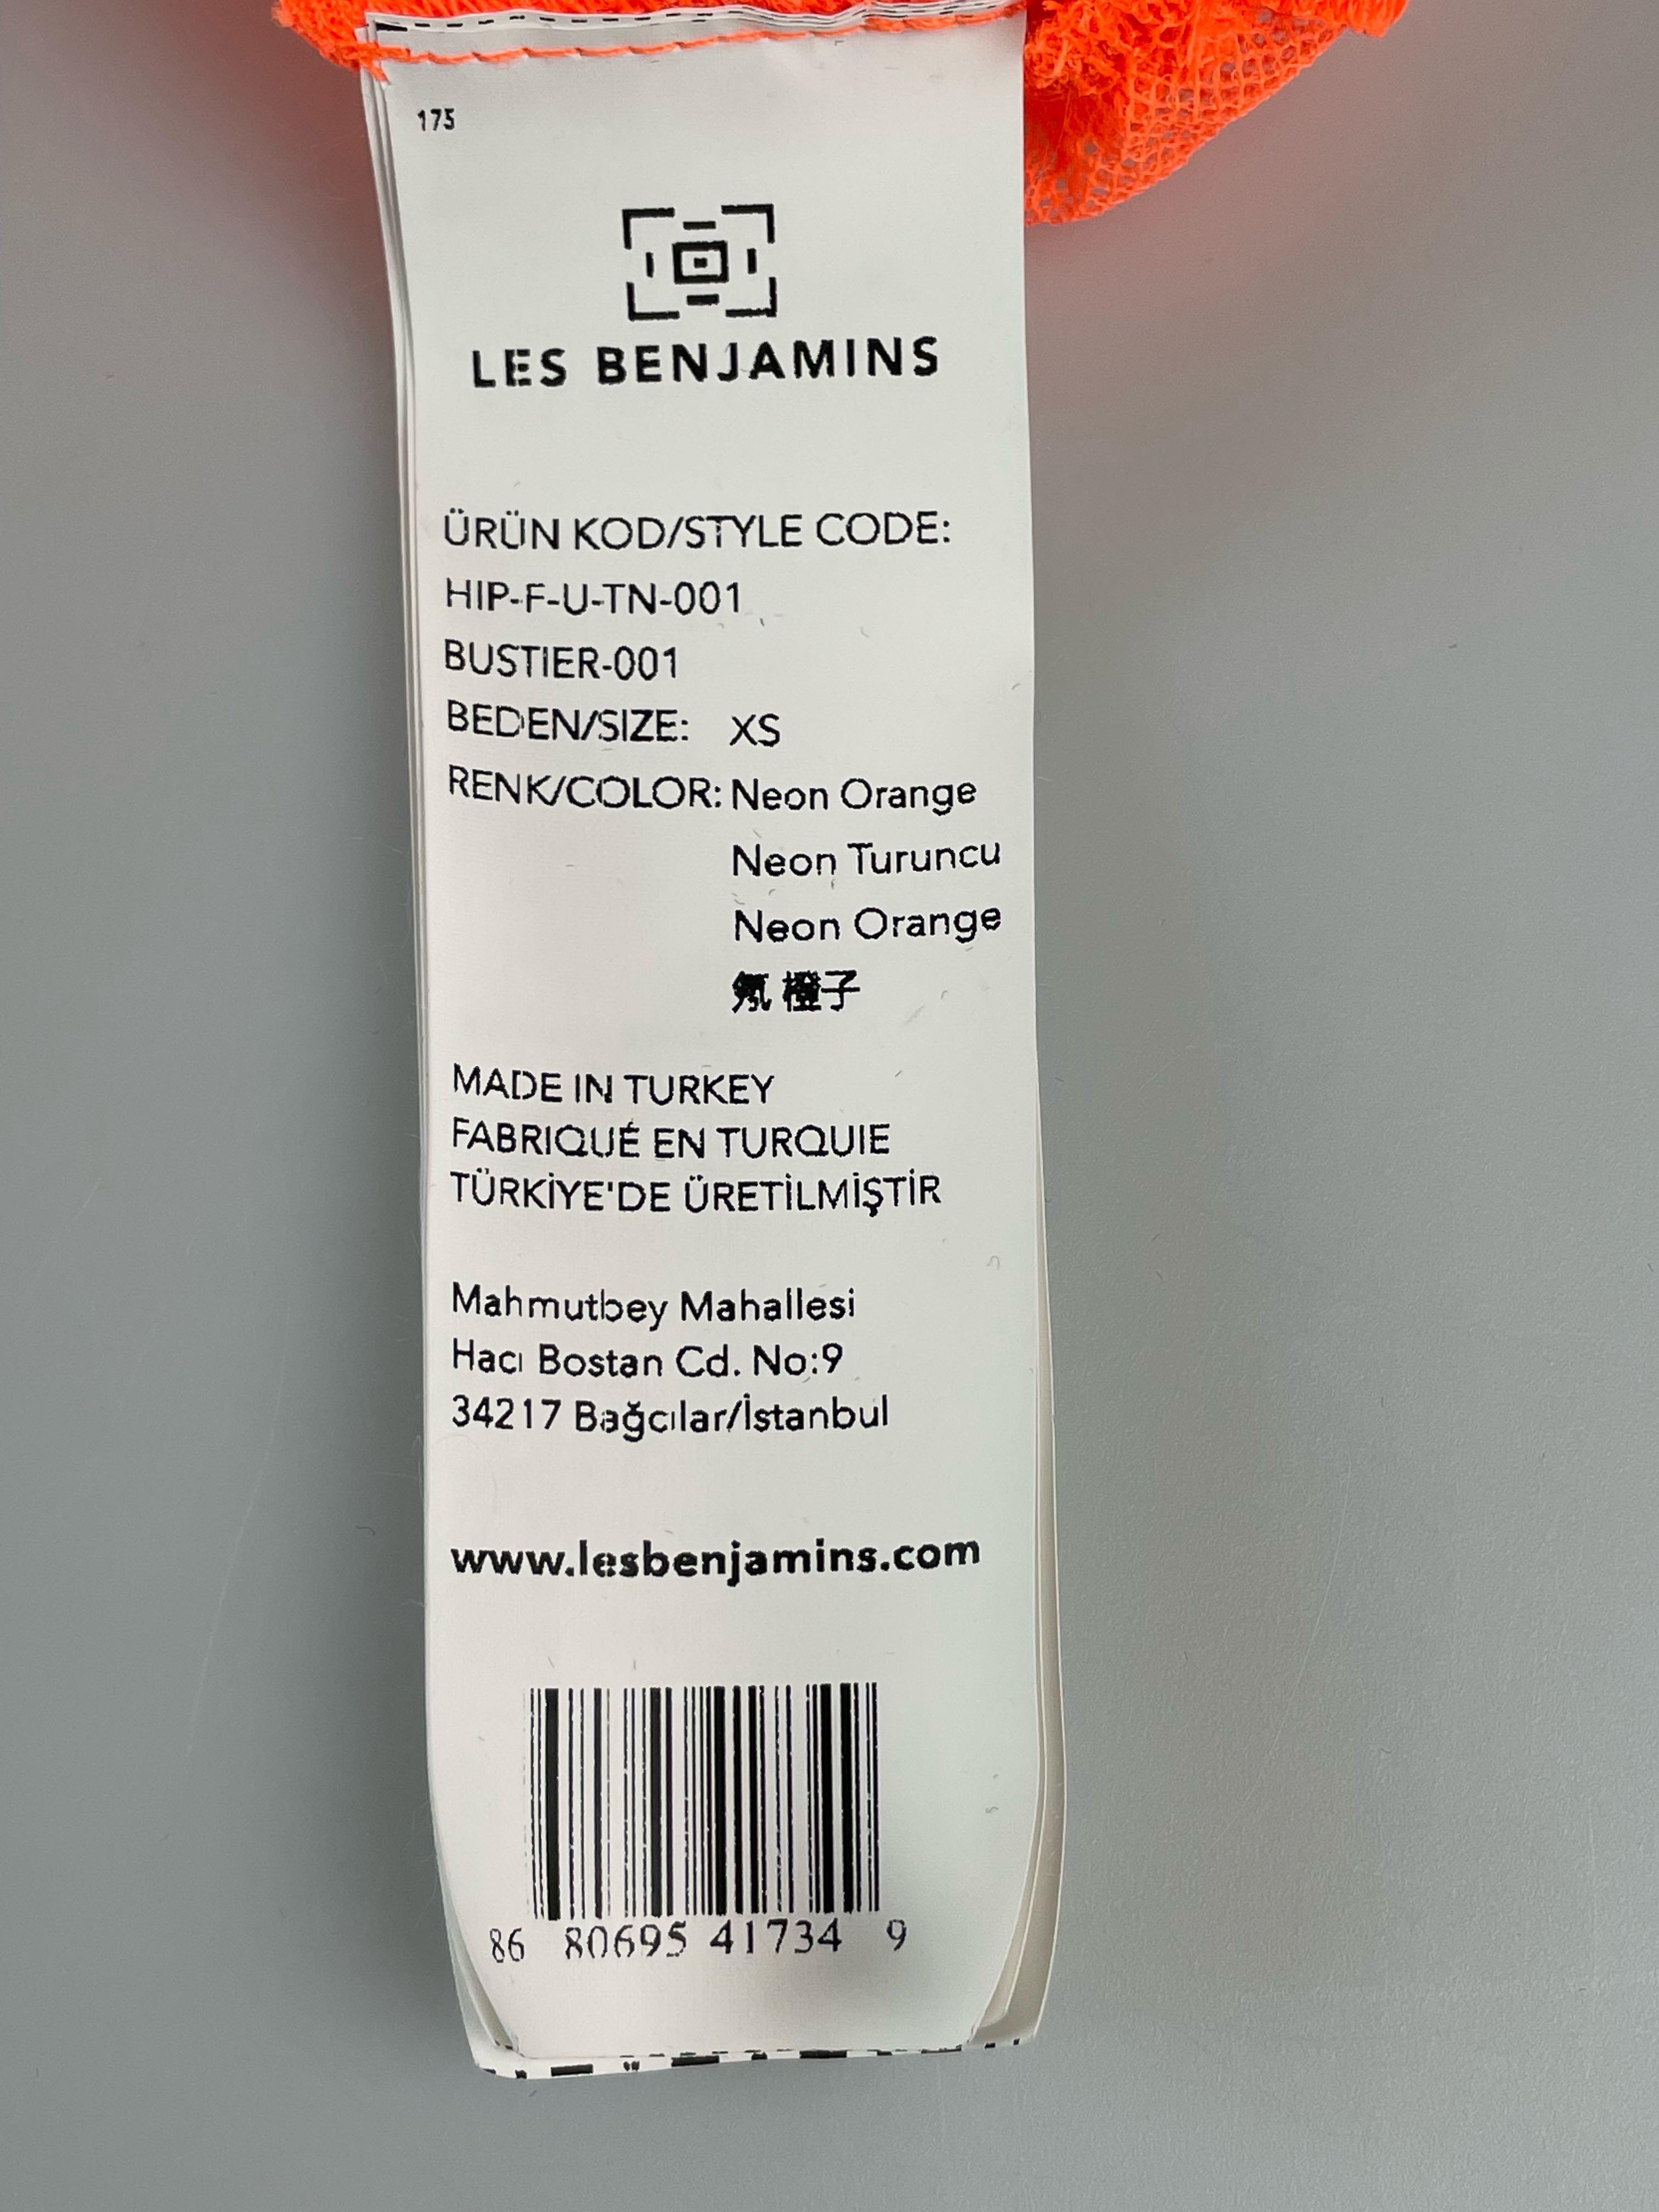 175
LES BENJAMINS
ÜRÜN KOD/STYLE CODE:
HIP-F-U-TN-001
BUSTIER-001
BEDEN/SIZE: XS
RENK/COLOR: Neon Orange
Neon Turuncu
Neon Orange
氖 橙子
MADE IN TURKEY
FABRIQUÉ EN TURQUIE
TÜRKİYE'DE ÜRETİLMİŞTİR
Mahmutbey Mahallesi
Hacı Bostan Cd. No:9
34217 Bağcılar/İstanbul
www.lesbenjamins.com
86 80695 41734 9